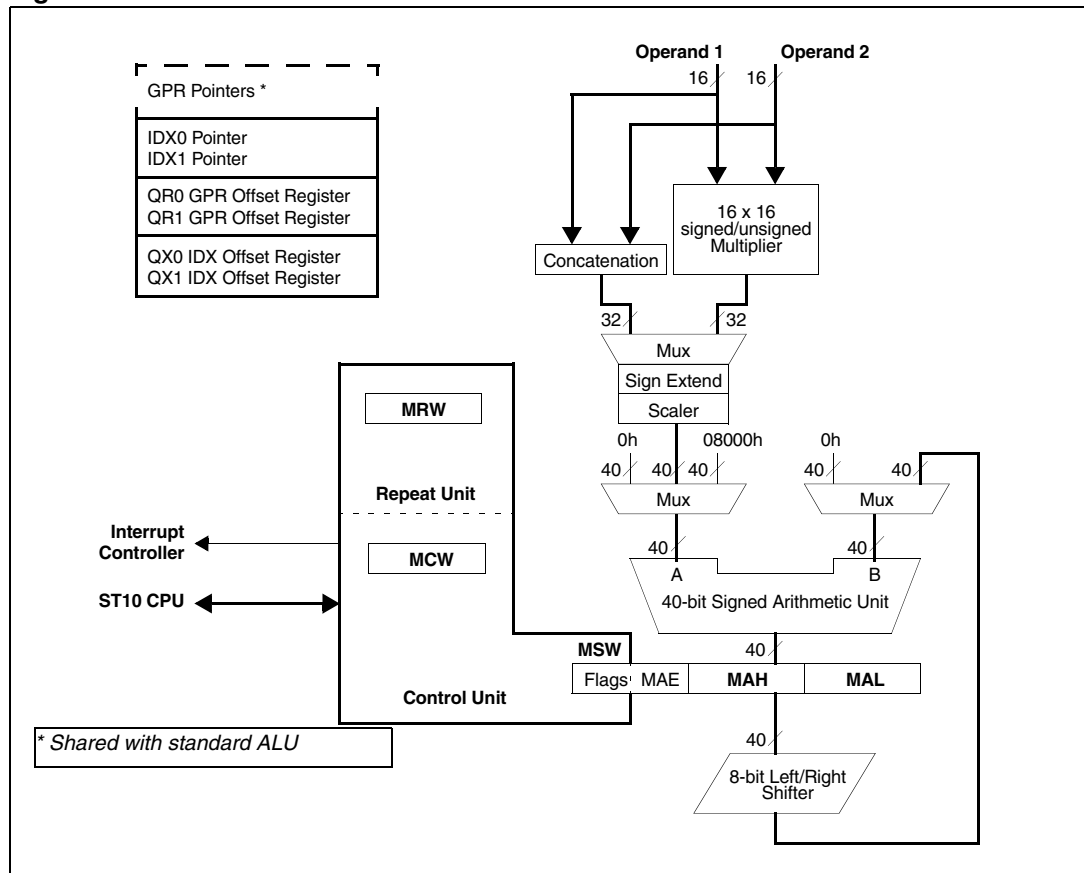 Operand 1 Operand 2
16 16
GPR Pointers *
IDX0 Pointer
IDX1 Pointer
QR0 GPR Offset Register
QR1 GPR Offset Register
QX0 IDX Offset Register
QX1 IDX Offset Register
16 x 16
signed/unsigned
Multiplier
Concatenation
32 32
Mux
Sign Extend
Scaler
0h 08000h 0h
40 40 40 40 40
Mux Mux
40 40
A B
40-bit Signed Arithmetic Unit
40
MRW
Repeat Unit
Interrupt
Controller
MCW
ST10 CPU
MSW
Flags MAE MAH MAL
Control Unit
40
* Shared with standard ALU
8-bit Left/Right
Shifter